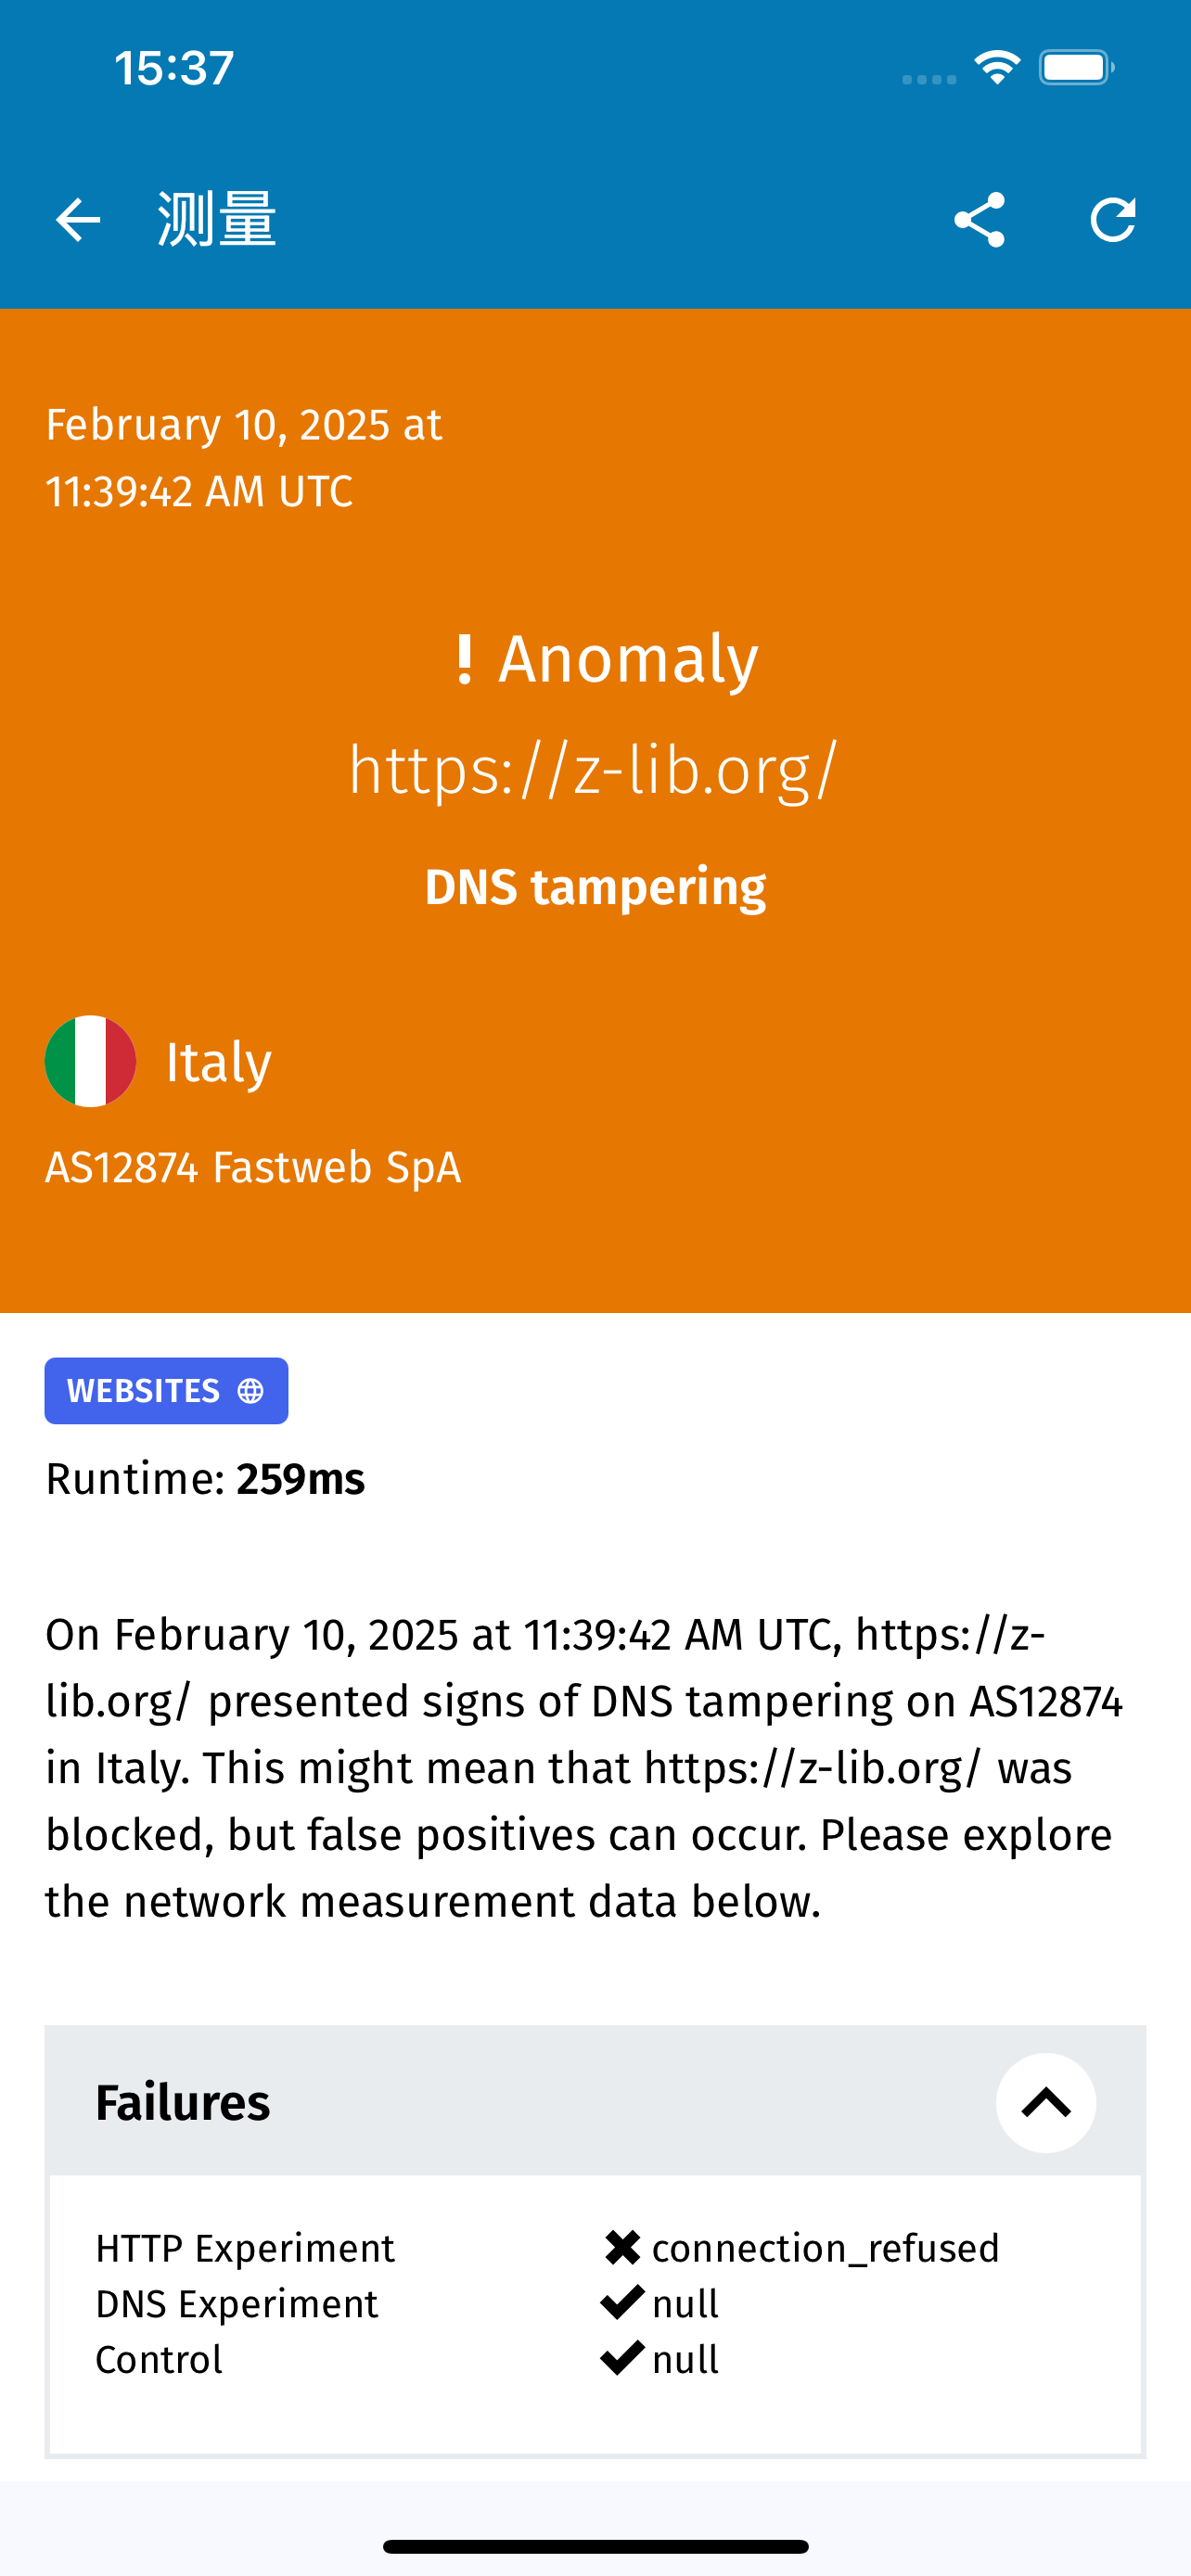 15:37
测量
February 10, 2025 at
11:39:42 AM UTC
! Anomaly
https://z-lib.org/
DNS tampering
Italy
AS12874 Fastweb SpA
WEBSITES
Runtime: 259ms
On February 10, 2025 at 11:39:42 AM UTC, https://z-
lib.org/ presented signs of DNS tampering on AS12874
in Italy. This might mean that https://z-lib.org/ was
blocked, but false positives can occur. Please explore
the network measurement data below.
Failures
HTTP Experiment connection_refused
DNS Experiment null
Control null